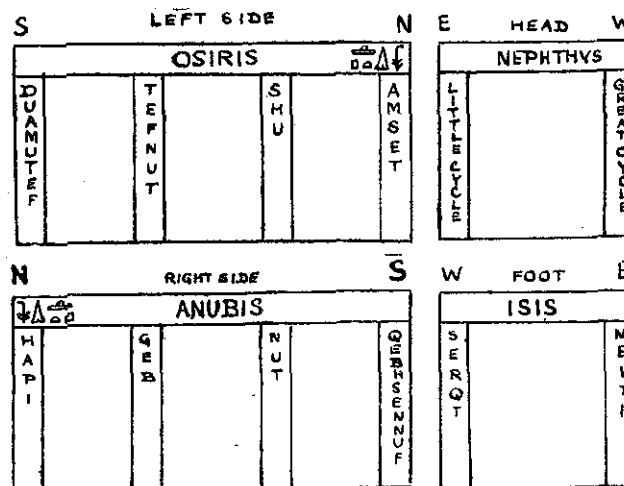 S LEFT SIDE N
OSIRIS
DUAMUTEF
TEFNUT
SHU
AMSET
E HEAD W
NEPHTHYS
LITTLE CYCLE
GREAT CYCLE
N RIGHT SIDE S
ANUBIS
HAPI
GEB
NUT
QEBHSENNUF
W FOOT E
ISIS
SERQT